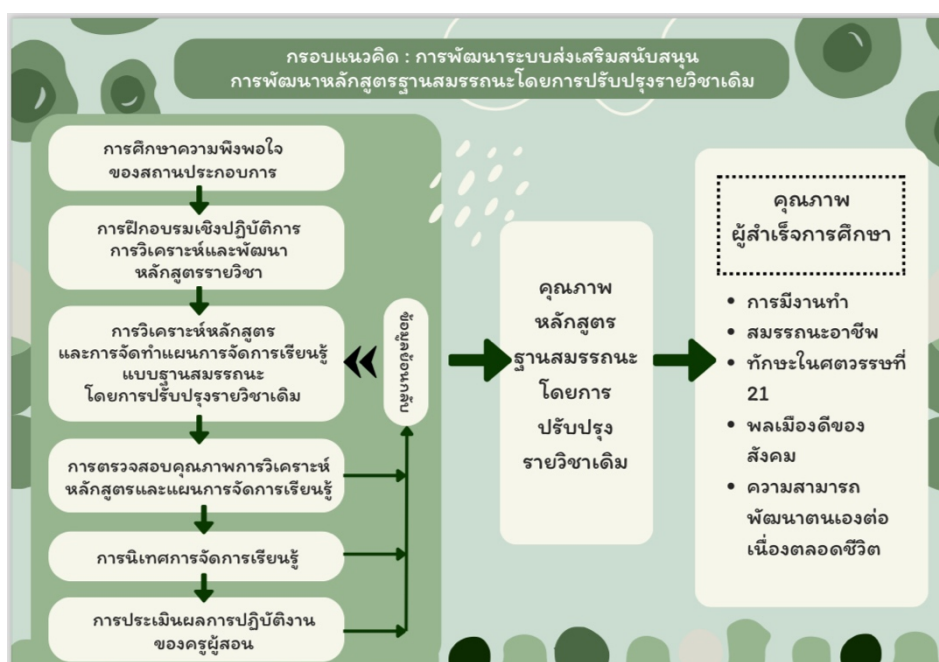 กรอบแนวคิด : การพัฒนาระบบส่งเสริมสนับสนุน
การพัฒนาหลักสูตรฐานสมรรถนะโดยการปรับปรุงรายวิชาเดิม
การศึกษาความพึงพอใจ
ของสถานประกอบการ
การฝึกอบรมเชิงปฏิบัติการ
การวิเคราะห์และพัฒนา
หลักสูตรรายวิชา
การวิเคราะห์หลักสูตร
และการจัดทำแผนการจัดการเรียนรู้
แบบฐานสมรรถนะ
โดยการปรับปรุงรายวิชาเดิม
การตรวจสอบคุณภาพการวิเคราะห์
หลักสูตรและแผนการจัดการเรียนรู้
การนิเทศการจัดการเรียนรู้
การประเมินผลการปฏิบัติงาน
ของครูผู้สอน
ข้อมูลย้อนกลับ
คุณภาพ
หลักสูตร
ฐานสมรรถนะ
โดยการ
ปรับปรุง
รายวิชาเดิม
คุณภาพ
ผู้สำเร็จการศึกษา
• การมีงานทำ
• สมรรถนะอาชีพ
• ทักษะในศตวรรษที่
21
• พลเมืองดีของ
สังคม
• ความสามารถ
พัฒนาตนเองต่อ
เนื่องตลอดชีวิต